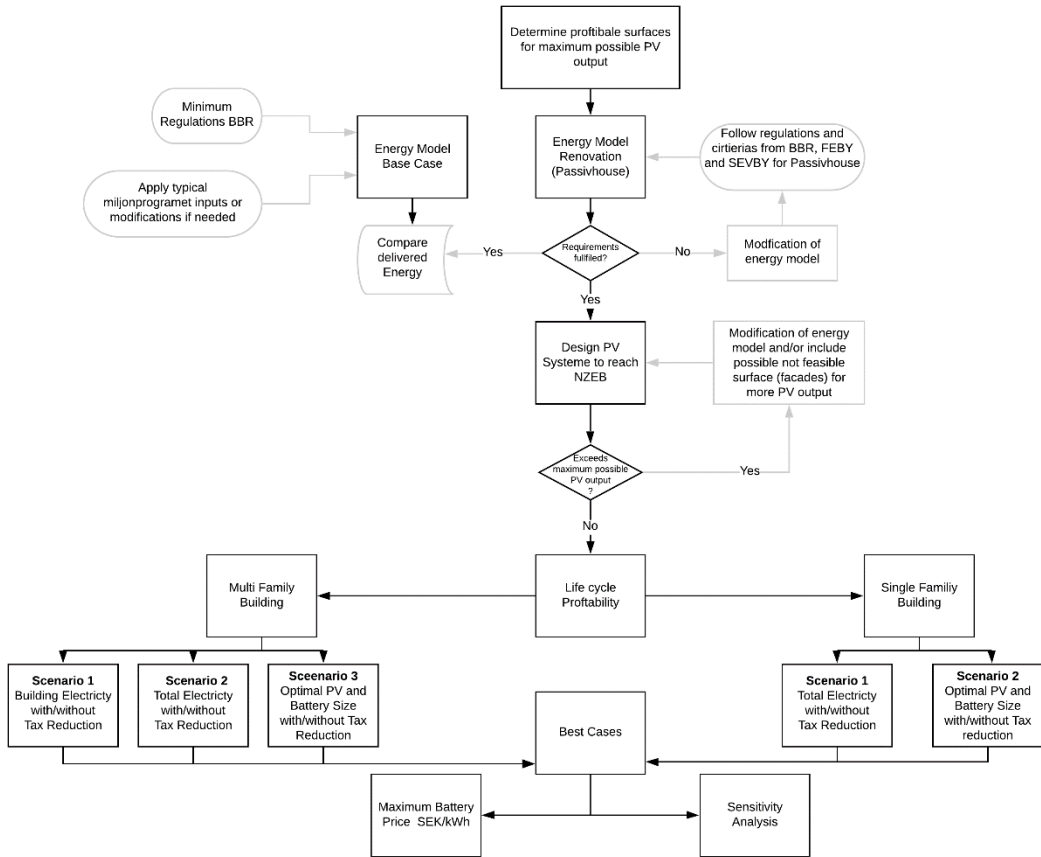 Determine proftibale surfaces
for maximum possible PV
output
Minimum
Regulations BBR
Energy Model
Base Case
Energy Model
Renovation
(Passivhouse)
Follow regulations and
cirtierias from BBR, FEBY
and SEVBY for Passivhouse
Apply typical
miljonprogramet inputs or
modifications if needed
Compare
delivered
Energy
Yes
Requirements
fullfiled?
No
Modfication of
energy model
Yes
Design PV
Systeme to reach
NZEB
Modification of energy
model and/or include
possible not feasible
surface (facades) for
more PV output
Exceeds
maximum possible
PV output
?
Yes
No
Multi Family
Building
Life cycle
Proftability
Single Familiy
Building
Scenario 1
Building Electricty
with/without
Tax Reduction
Scenario 2
Total Electricty
with/without
Tax Reduction
Scenario 3
Optimal PV and
Battery Size
with/without Tax
Reduction
Scenario 1
Total Electricty
with/without
Tax Reduction
Scenario 2
Optimal PV and
Battery Size
with/without Tax
reduction
Best Cases
Maximum Battery
Price SEK/kWh
Sensitivity
Analysis